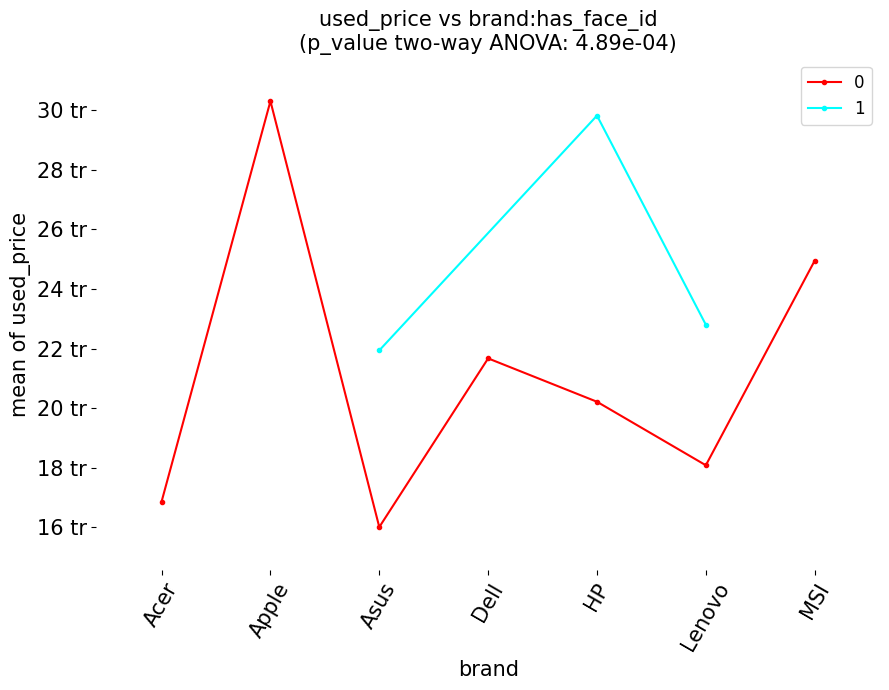 used_price vs brand:has_face_id
(p_value two-way ANOVA: 4.89e-04)
0
1
30 tr
28 tr
26 tr
24 tr
22 tr
20 tr
18 tr
16 tr
mean of used_price
Acer
Apple
Asus
Dell
HP
Lenovo
MSI
brand